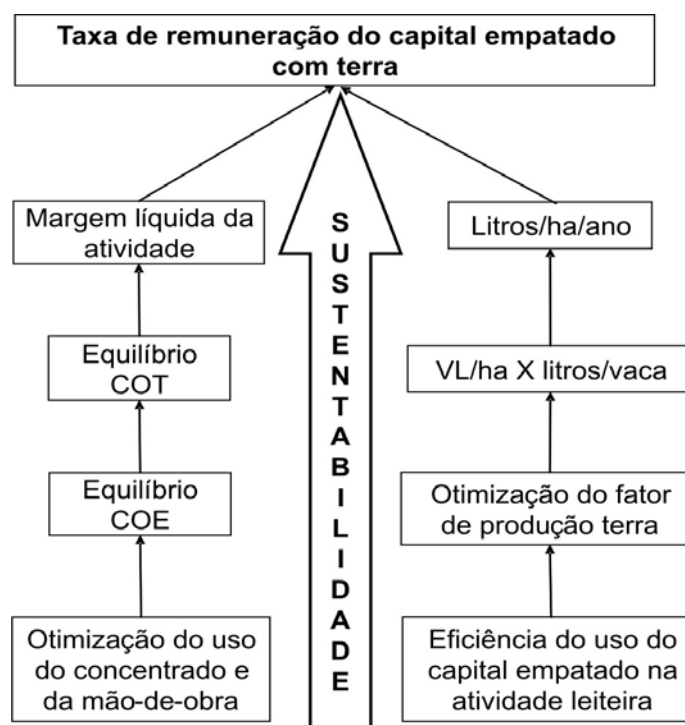 Taxa de remuneração do capital empatado
com terra
Margem líquida da
atividade
Equilíbrio
COT
Equilíbrio
COE
Otimização do uso
do concentrado e
da mão-de-obra
SUSTENTABILIDADE
Litros/ha/ano
VL/ha X litros/vaca
Otimização do fator
de produção terra
Eficiência do uso do
capital empatado na
atividade leiteira